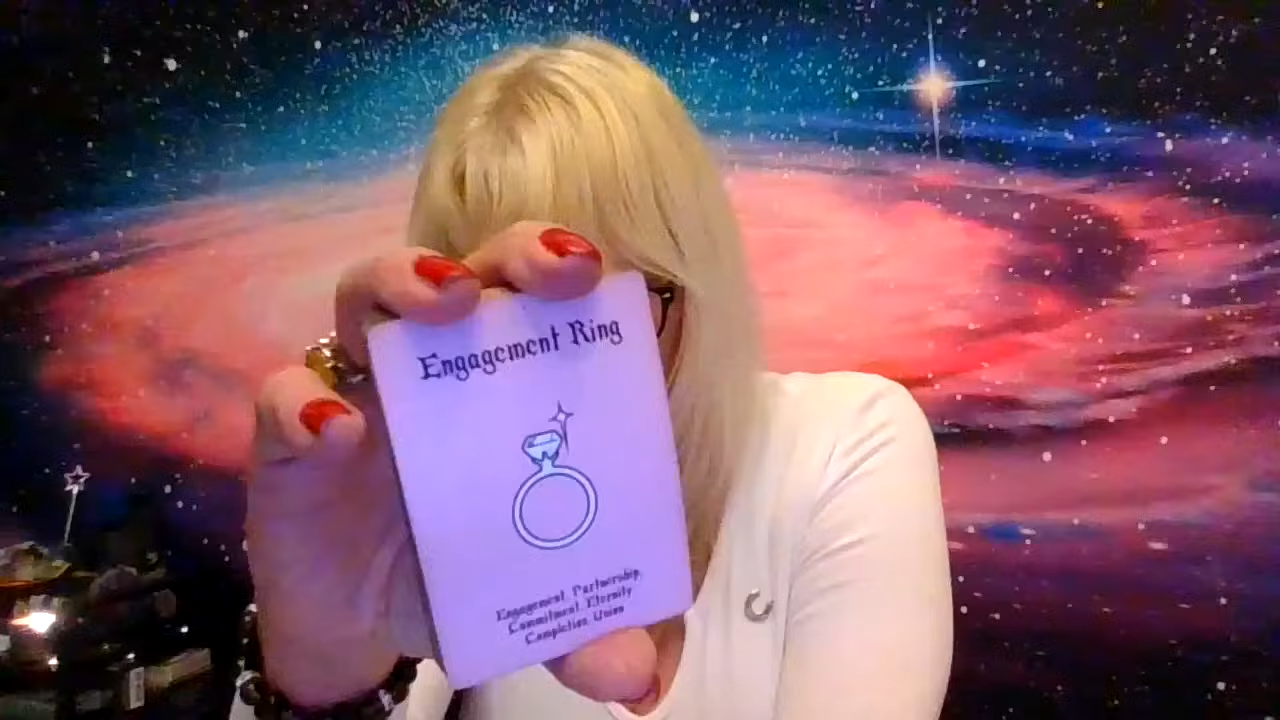 Engagement Ring
Engagement, Partnership,
Commitment, Eternity
Completion, Union